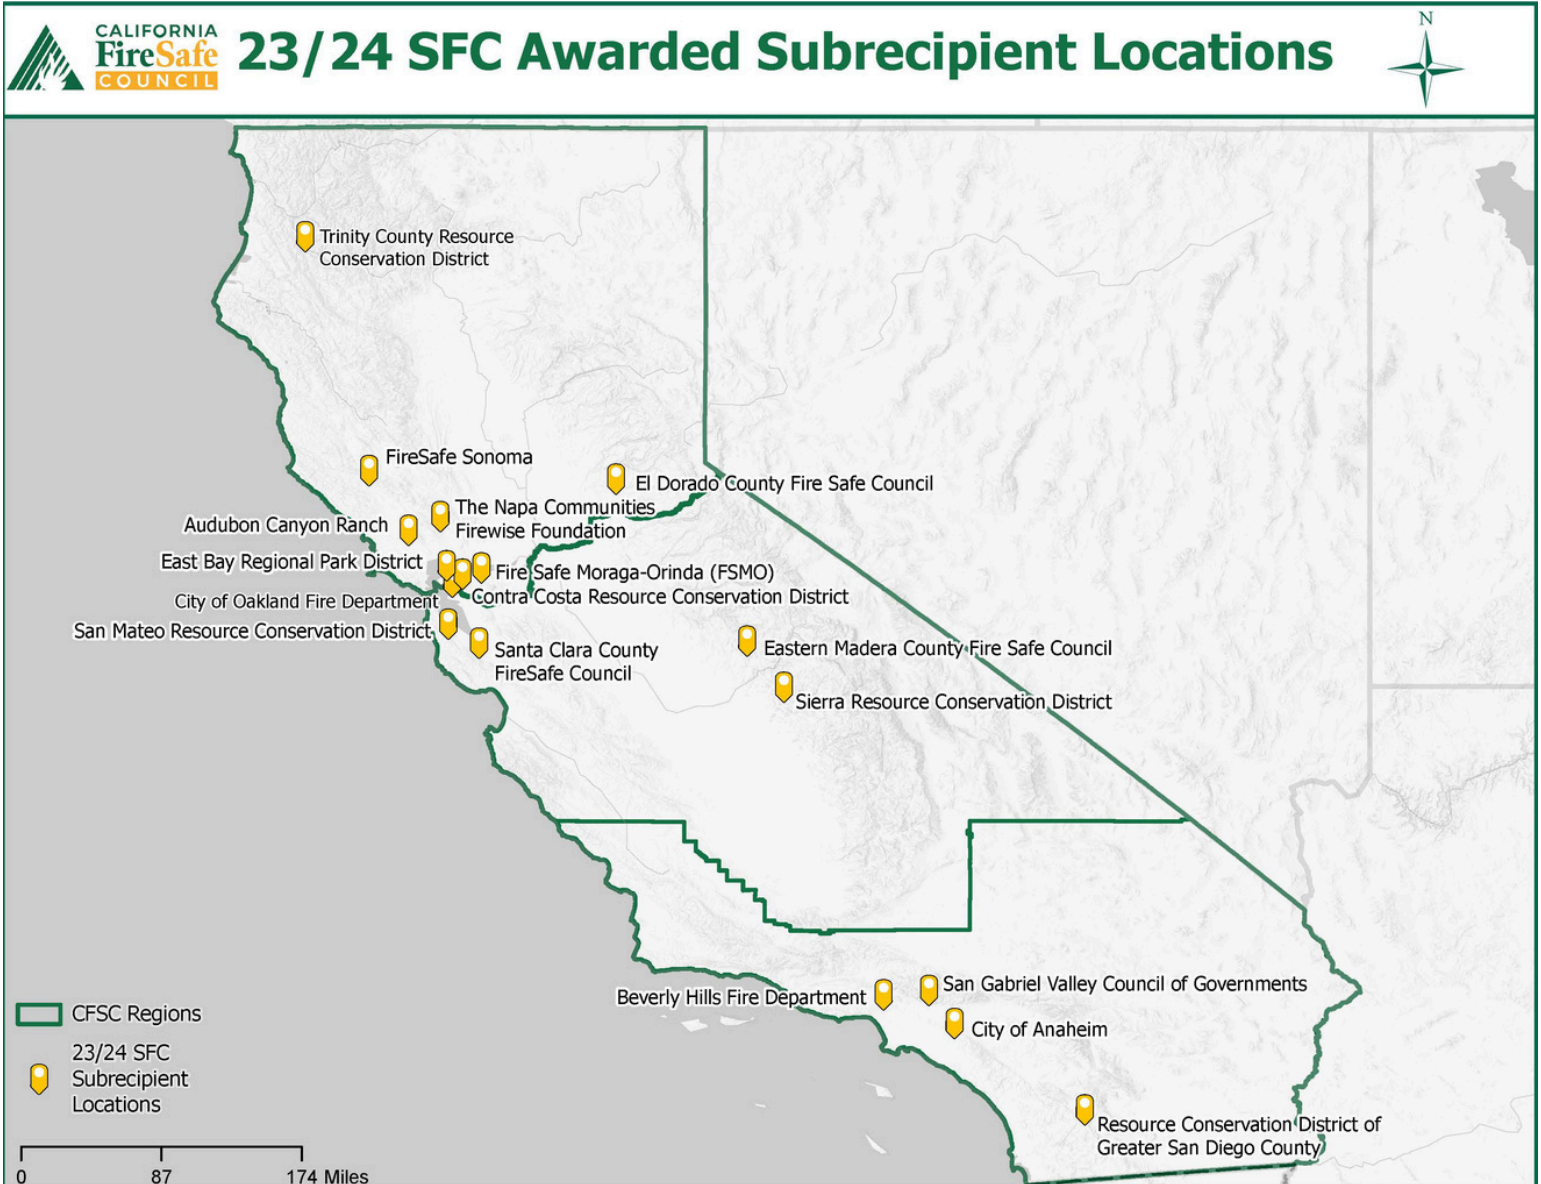 CALIFORNIA
FireSafe
COUNCIL
23/24 SFC Awarded Subrecipient Locations
N
Trinity County Resource
Conservation District
FireSafe Sonoma
El Dorado County Fire Safe Council
The Napa Communities
Firewise Foundation
Audubon Canyon Ranch
East Bay Regional Park District
Fire Safe Moraga-Orinda (FSMO)
Contra Costa Resource Conservation District
City of Oakland Fire Department
San Mateo Resource Conservation District
Santa Clara County
FireSafe Council
Eastern Madera County Fire Safe Council
Sierra Resource Conservation District
Beverly Hills Fire Department
San Gabriel Valley Council of Governments
City of Anaheim
Resource Conservation District of
Greater San Diego County
CFSC Regions
23/24 SFC
Subrecipient
Locations
0 87 174 Miles